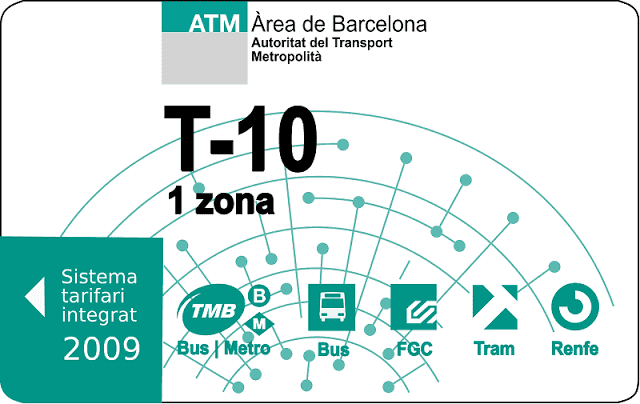 ATM Àrea de Barcelona
Autoritat del Transport
Metropolità
T-10
1 zona
Sistema
tarifari
integrat
2009
TMB B
M
Bus | Metro Bus FGC Tram Renfe